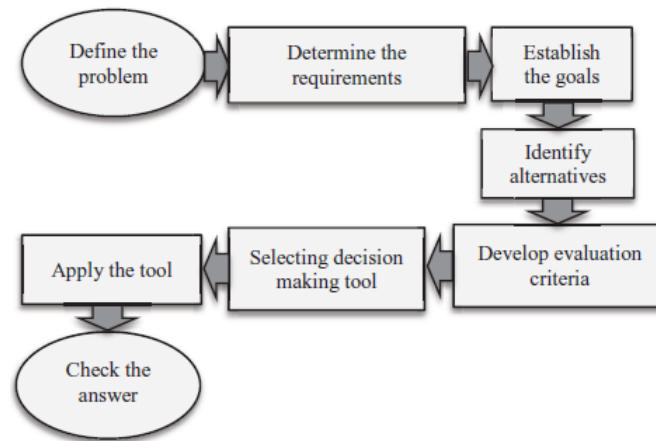 Define the
problem
Determine the
requirements
Establish
the goals
Identify
alternatives
Develop evaluation
criteria
Selecting decision
making tool
Apply the tool
Check the
answer